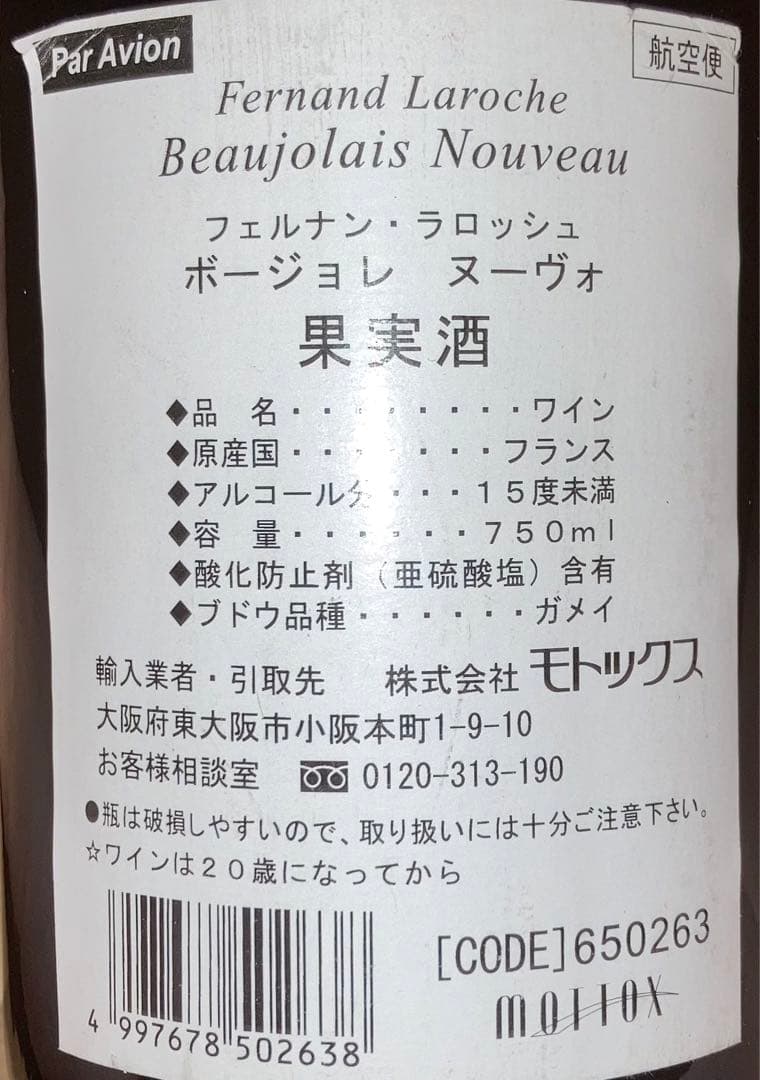 Par Avion
航空便
Fernand Laroche
Beaujolais Nouveau
フェルナン・ラロッシュ
ボージョレ　ヌーヴォ
果実酒
◆品　名・・・・・・・・・ワイン
◆原産国・・・・・・・・フランス
◆アルコール分・・・１５度未満
◆容　量・・・・・・・７５０ｍｌ
◆酸化防止剤（亜硫酸塩）含有
◆ブドウ品種・・・・・・・ガメイ
輸入業者・引取先　　株式会社 モトックス
大阪府東大阪市小阪本町1-9-10
お客様相談室　0120-313-190
●瓶は破損しやすいので、取り扱いには十分ご注意下さい。
☆ワインは２０歳になってから
[CODE]650263
mottox
4 997678 502638